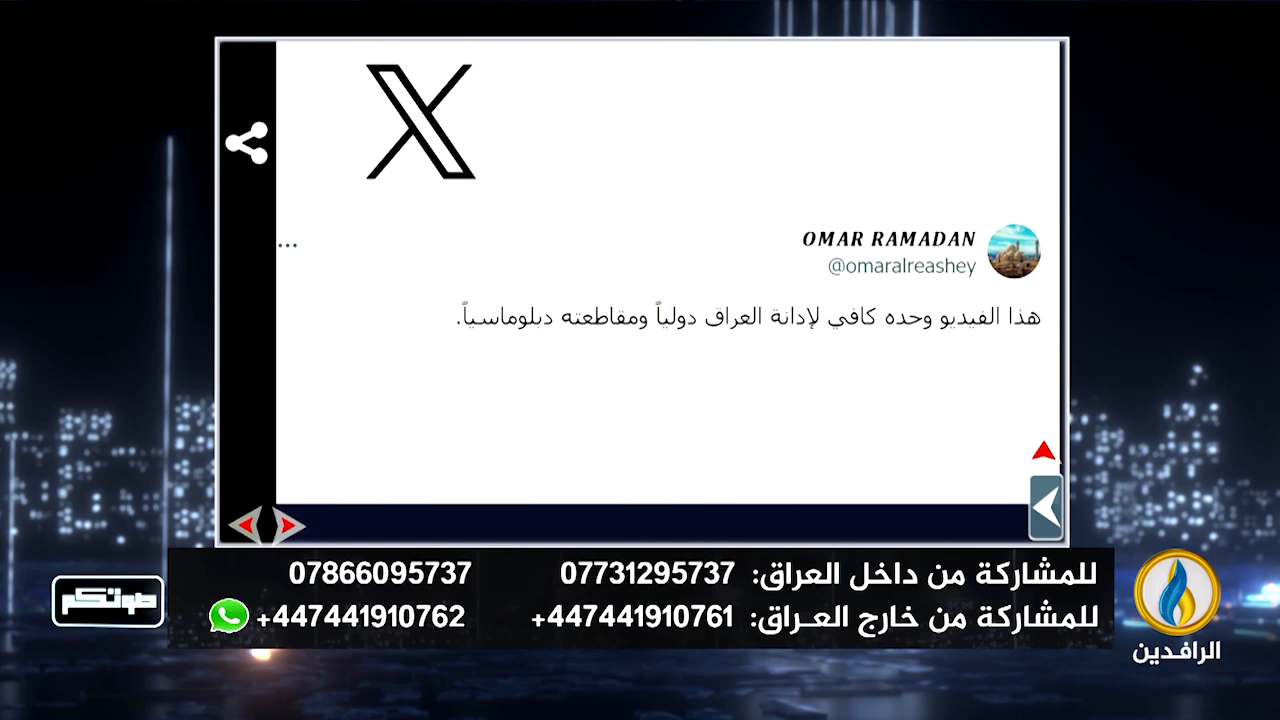 X
OMAR RAMADAN
@omaralreashey
...
هذا الفيديو وحده كافي لإدانة العراق دولياً ومقاطعته دبلوماسياً.
للمشاركة من داخل العراق: 07731295737 07866095737
للمشاركة من خارج العـراق: 447441910761+ 447441910762+
صوتكم
الرافدين